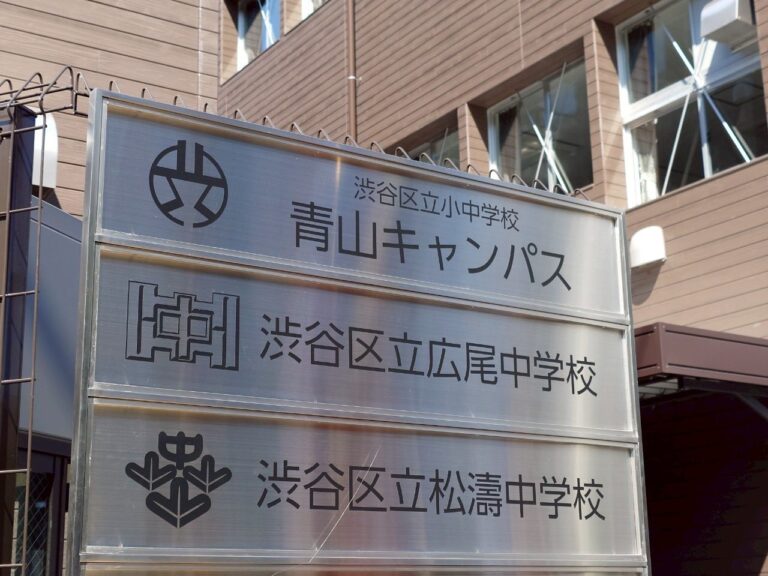 渋谷区立小中学校
青山キャンパス
渋谷区立広尾中学校
中
渋谷区立松濤中学校